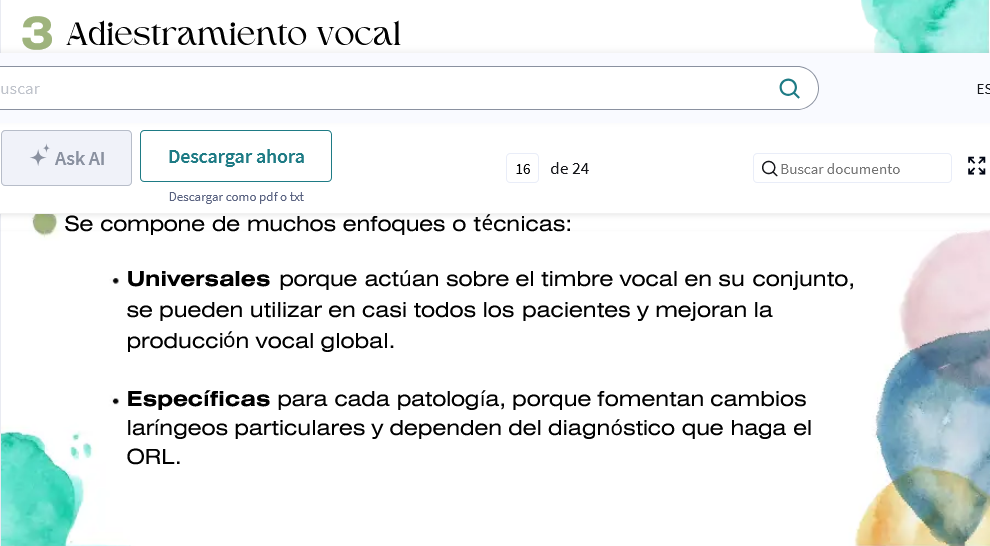 3 Adiestramiento vocal
uscar
ES
Ask AI
Descargar ahora
16 de 24
Buscar documento
Descargar como pdf o txt
Se compone de muchos enfoques o técnicas:
• Universales porque actúan sobre el timbre vocal en su conjunto,
se pueden utilizar en casi todos los pacientes y mejoran la
producción vocal global.
• Específicas para cada patología, porque fomentan cambios
laríngeos particulares y dependen del diagnóstico que haga el
ORL.